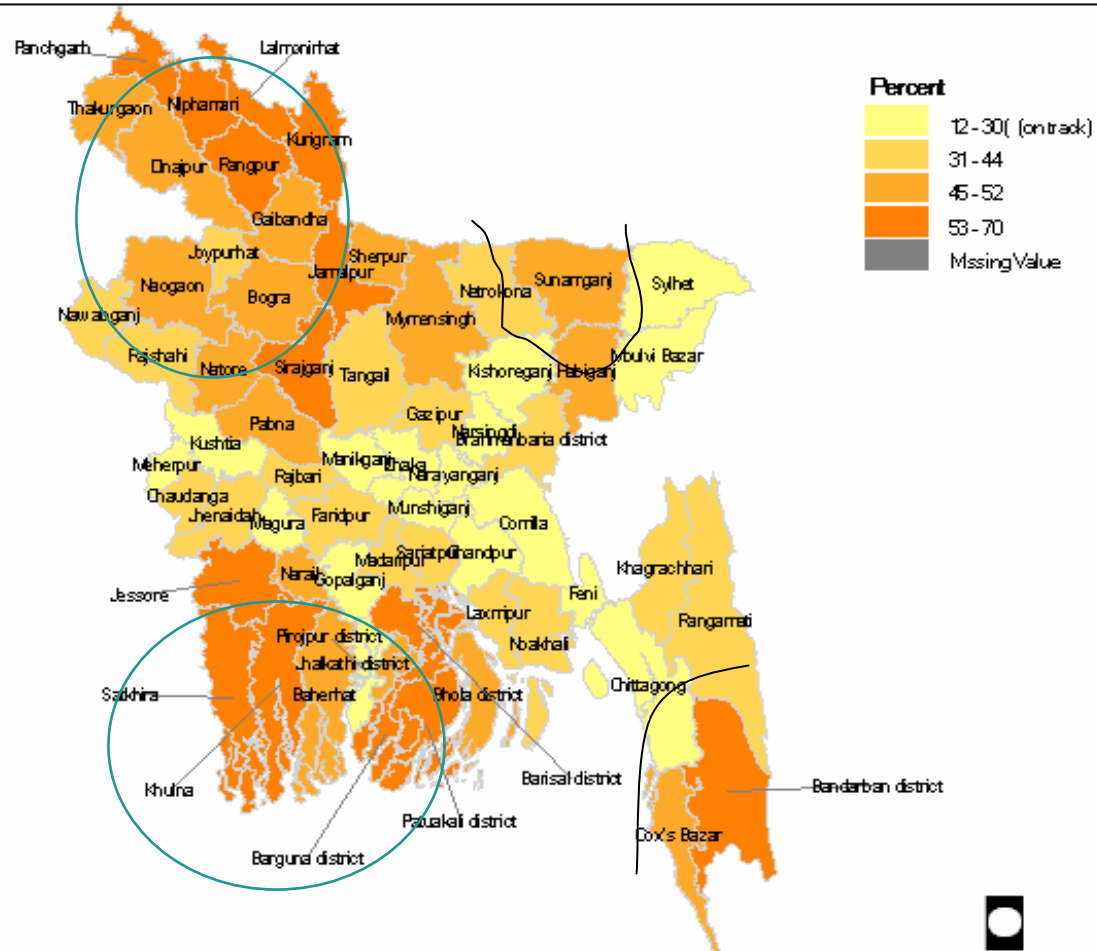 Panchgarh
Lalmonirhat
Thakurgaon
Niphamari
Kurigram
Dinajpur
Rangpur
Gaibandha
Joypurhat
Sherpur
Jamalpur
Naogaon
Bogra
Netrokona
Sunamganj
Sylhet
Nawabganj
Mymensingh
Rajshahi
Natore
Sirajganj
Tangail
Kishoreganj
Habiganj
Moulvi Bazar
Pabna
Gazipur
Narsingdi
Brahmanbaria district
Kushtia
Meherpur
Manikganj
Dhaka
Narayanganj
Rajbari
Chaudanga
Jhenaidah
Magura
Faridpur
Munshiganj
Comilla
Madaripur
Sariatpur
Chandpur
Narail
Gopalganj
Khagrachhari
Jessore
Feni
Laxmipur
Rangamati
Pirojpur district
Noakhali
Jhalkathi district
Satkhira
Baherhat
Bhola district
Chittagong
Khulna
Barisal district
Bandarban district
Patuakali district
Cox's Bazar
Barguna district
Percent
12-30( (on track)
31-44
45-52
53-70
Missing Value